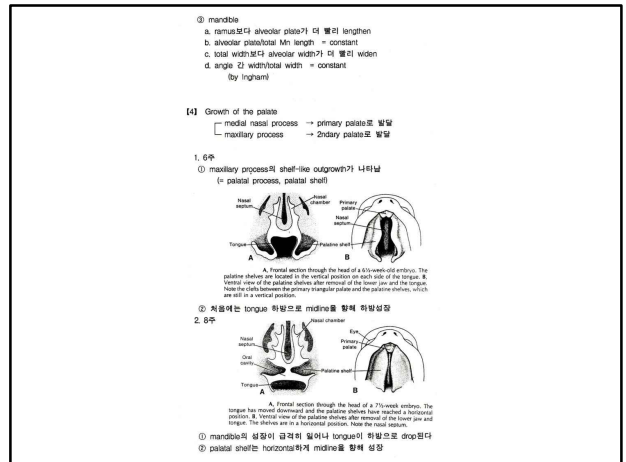 ③ mandible
a. ramus보다 alveolar plate가 더 빨리 lengthen
b. alveolar plate/total Mn length = constant
c. total width보다 alveolar width가 더 빨리 widen
d. angle 간 width/total width = constant
(by Ingham)
【4】 Growth of the palate
medial nasal process → primary palate로 발달
maxillary process → 2ndary palate로 발달
1. 6주
① maxillary process의 shelf-like outgrowth가 나타남
(= palatal process, palatal shelf)
Nasal septum
Nasal chamber
Primary palate
Nasal septum
Tongue
Palatine shelf
A
B
A, Frontal section through the head of a 6½-week-old embryo. The
palatine shelves are located in the vertical position on each side of the tongue. B,
Ventral view of the palatine shelves after removal of the lower jaw and the tongue.
Note the clefts between the primary triangular palate and the palatine shelves, which
are still in a vertical position.
② 처음에는 tongue 하방으로 midline을 향해 하방성장
2. 8주
Nasal chamber
Eye
Nasal septum
Primary palate
Oral cavity
Palatine shelf
Tongue
A
B
A, Frontal section through the head of a 7½-week embryo. The
tongue has moved downward and the palatine shelves have reached a horizontal
position. B, Ventral view of the palatine shelves after removal of the lower jaw and
tongue. The shelves are in a horizontal position. Note the nasal septum.
① mandible의 성장이 급격히 일어나 tongue이 하방으로 drop된다
② palatal shelf는 horizontal하게 midline을 향해 성장